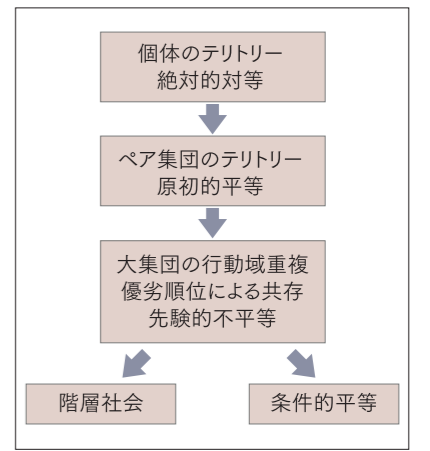 個体のテリトリー
絶対的対等
ペア集団のテリトリー
原初的平等
大集団の行動域重複
優劣順位による共存
先験的不平等
階層社会
条件的平等